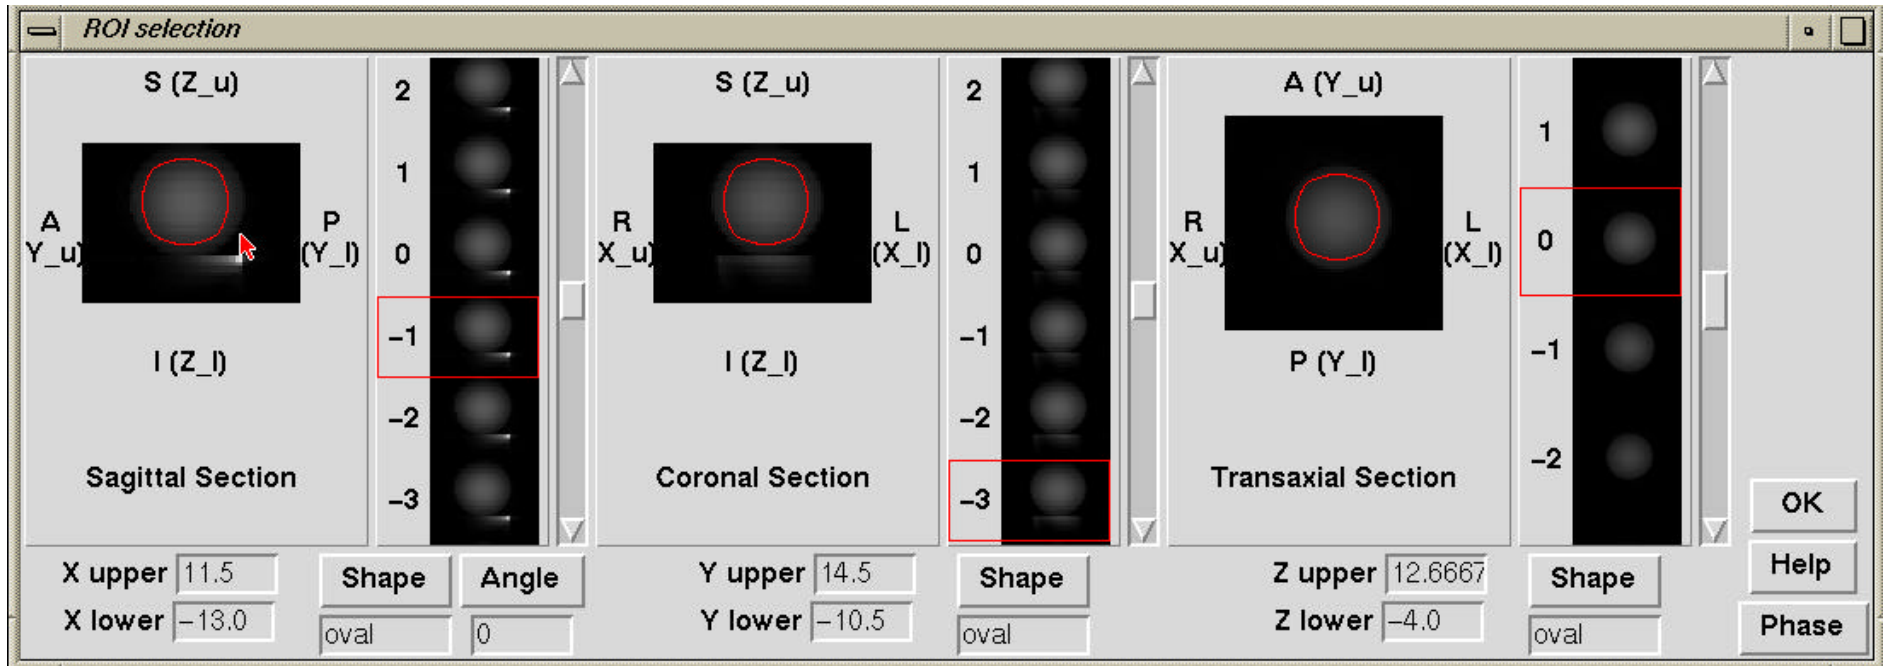 ROI selection
S (Z_u)
A
Y_u)
P
(Y_l)
I (Z_l)
Sagittal Section
2
1
0
-1
-2
-3
S (Z_u)
R
X_u)
L
(X_l)
I (Z_l)
Coronal Section
2
1
0
-1
-2
-3
A (Y_u)
R
X_u)
L
(X_l)
P (Y_l)
Transaxial Section
1
0
-1
-2
X upper 11.5
X lower -13.0
Shape
oval
Angle
0
Y upper 14.5
Y lower -10.5
Shape
oval
Z upper 12.6667
Z lower -4.0
Shape
oval
OK
Help
Phase